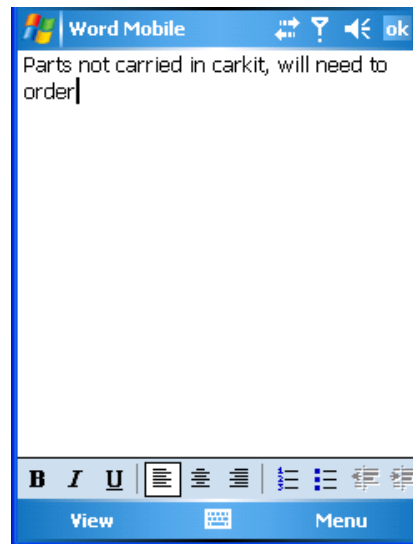 Word Mobile ok
Parts not carried in carkit, will need to
order
B I U
View Menu